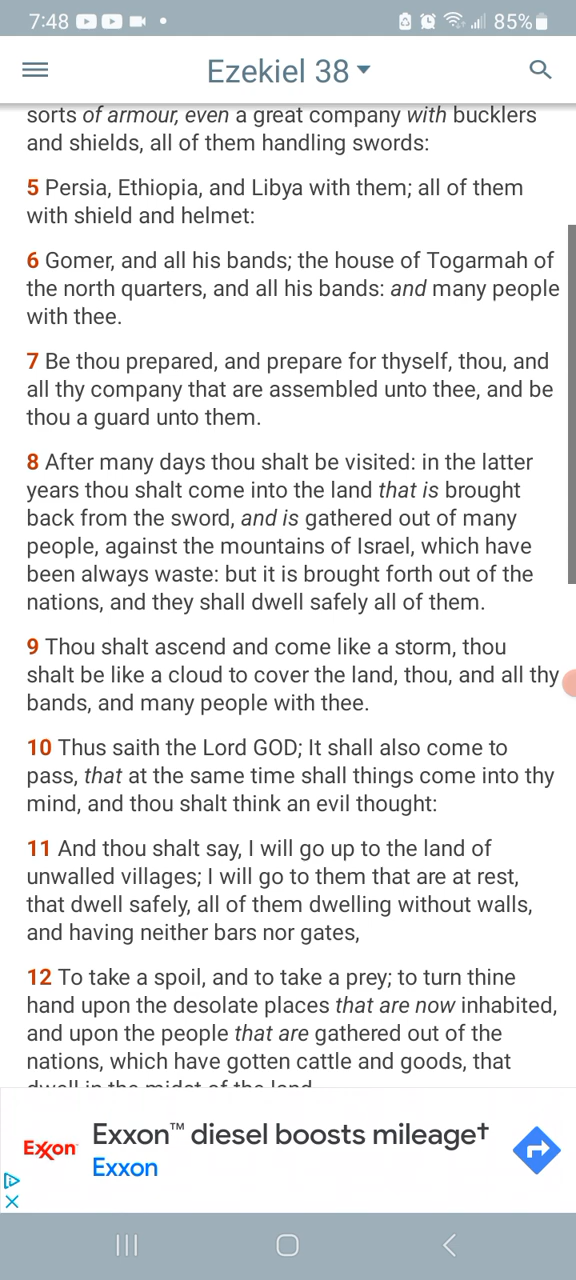 7:48
85%
Ezekiel 38
sorts of armour, even a great company with bucklers
and shields, all of them handling swords:
5 Persia, Ethiopia, and Libya with them; all of them
with shield and helmet:
6 Gomer, and all his bands; the house of Togarmah of
the north quarters, and all his bands: and many people
with thee.
7 Be thou prepared, and prepare for thyself, thou, and
all thy company that are assembled unto thee, and be
thou a guard unto them.
8 After many days thou shalt be visited: in the latter
years thou shalt come into the land that is brought
back from the sword, and is gathered out of many
people, against the mountains of Israel, which have
been always waste: but it is brought forth out of the
nations, and they shall dwell safely all of them.
9 Thou shalt ascend and come like a storm, thou
shalt be like a cloud to cover the land, thou, and all thy
bands, and many people with thee.
10 Thus saith the Lord GOD; It shall also come to
pass, that at the same time shall things come into thy
mind, and thou shalt think an evil thought:
11 And thou shalt say, I will go up to the land of
unwalled villages; I will go to them that are at rest,
that dwell safely, all of them dwelling without walls,
and having neither bars nor gates,
12 To take a spoil, and to take a prey; to turn thine
hand upon the desolate places that are now inhabited,
and upon the people that are gathered out of the
nations, which have gotten cattle and goods, that
dwell in the midst of the land
Exxon
Exxon™ diesel boosts mileage†
Exxon